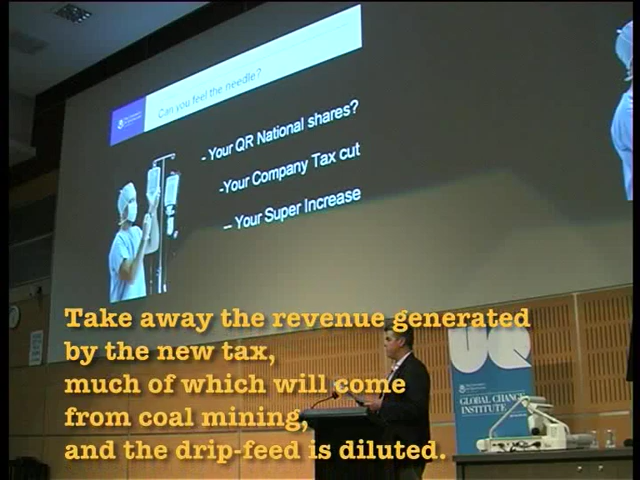 Can you feel the needle?
- Your QR National shares?
-Your Company Tax cut
– Your Super Increase
Take away the revenue generated
by the new tax,
much of which will come
from coal mining,
and the drip-feed is diluted.
UQ
GLOBAL CHANGE
INSTITUTE